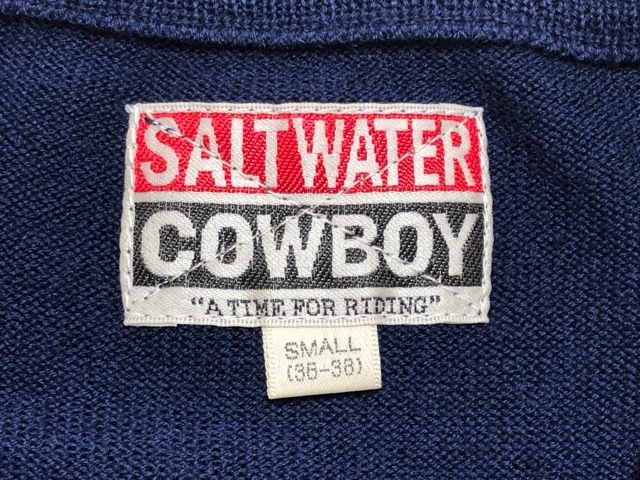 SALTWATER
COWBOY
"A TIME FOR RIDING"
SMALL
(36-38)